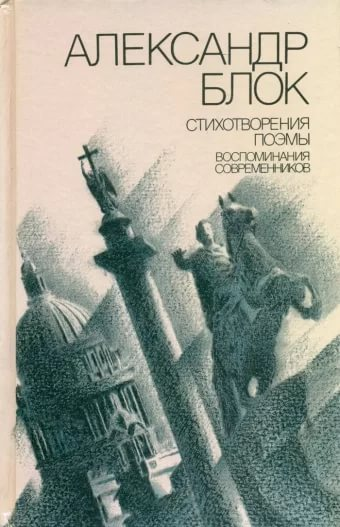 АЛЕКСАНДР
БЛОК
СТИХОТВОРЕНИЯ
ПОЭМЫ
ВОСПОМИНАНИЯ
СОВРЕМЕННИКОВ